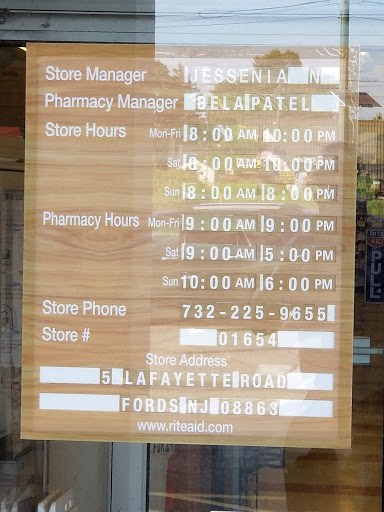 Store Manager JESSENIA N
Pharmacy Manager BELA PATEL
Store Hours Mon-Fri 8:00 AM 10:00 PM
Sat 8:00 AM 10:00 PM
Sun 8:00 AM 8:00 PM
Pharmacy Hours Mon-Fri 9:00 AM 9:00 PM
Sat 9:00 AM 5:00 PM
Sun 10:00 AM 6:00 PM
Store Phone 732-225-9655
Store # 01654
Store Address
5 LAFAYETTE ROAD
FORDS NJ 08863
www.riteaid.com
PULL